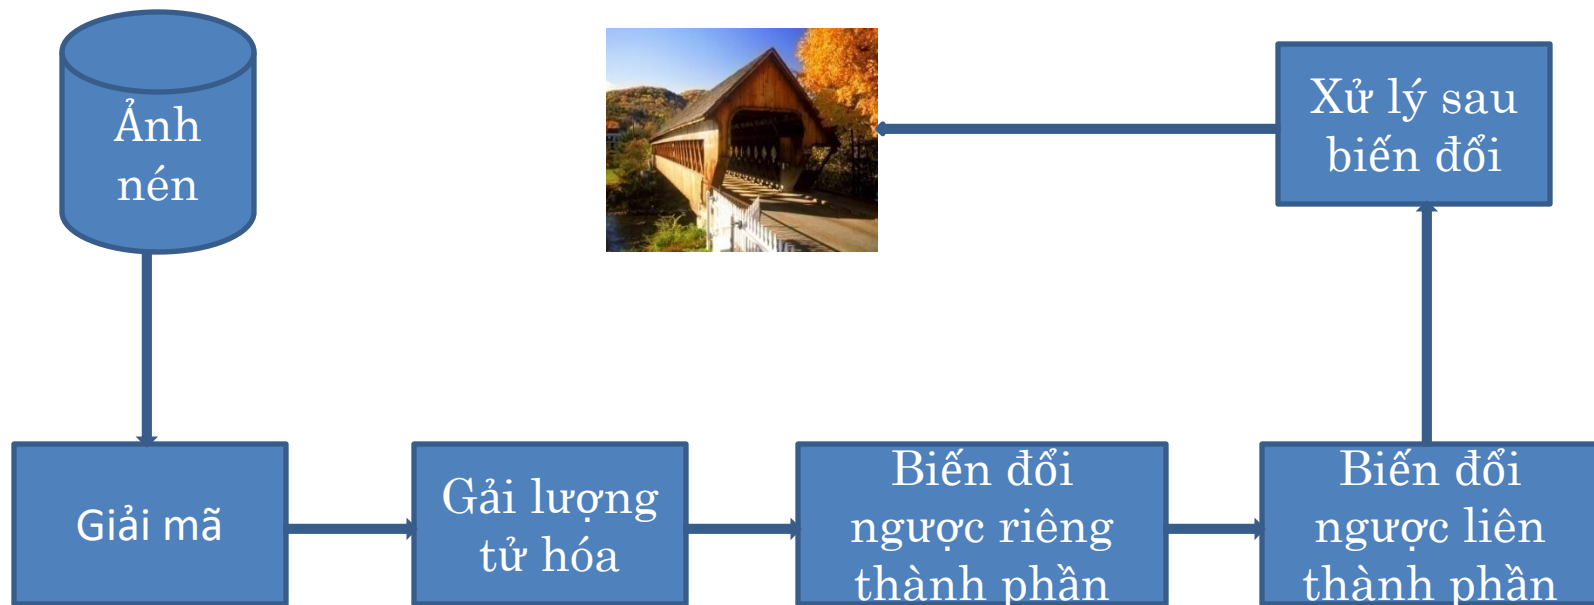 Ảnh
nén
Giải mã
Gải lượng
tử hóa
Biến đổi
ngược riêng
thành phần
Biến đổi
ngược liên
thành phần
Xử lý sau
biến đổi